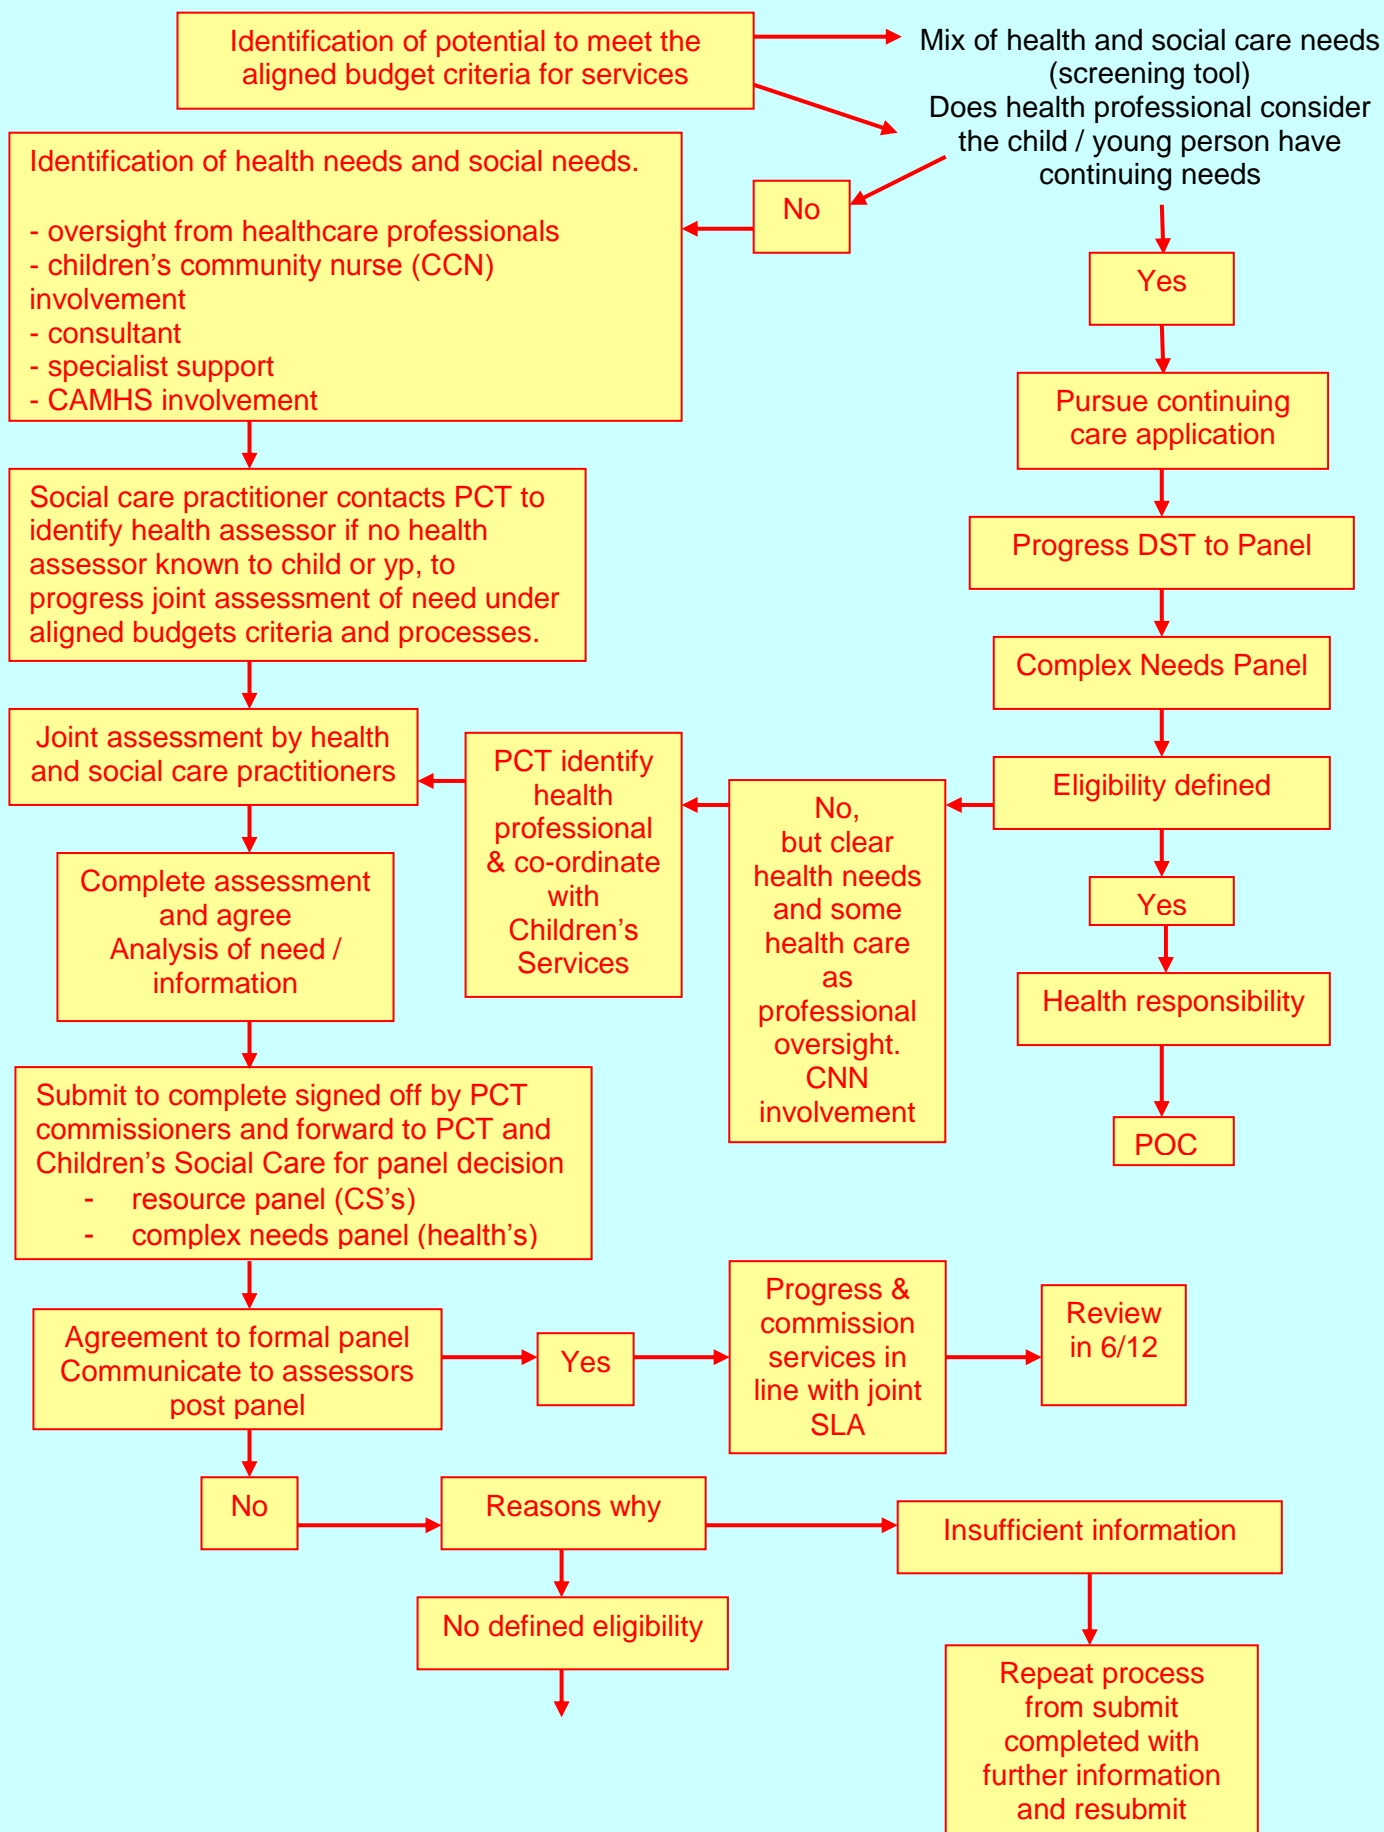 Identification of potential to meet the
aligned budget criteria for services
Mix of health and social care needs
(screening tool)
Does health professional consider
the child / young person have
continuing needs
No
Identification of health needs and social needs.
- oversight from healthcare professionals
- children’s community nurse (CCN)
involvement
- consultant
- specialist support
- CAMHS involvement
Yes
Pursue continuing
care application
Social care practitioner contacts PCT to
identify health assessor if no health
assessor known to child or yp, to
progress joint assessment of need under
aligned budgets criteria and processes.
Progress DST to Panel
Complex Needs Panel
Joint assessment by health
and social care practitioners
PCT identify
health
professional
& co-ordinate
with
Children’s
Services
No,
but clear
health needs
and some
health care
as
professional
oversight.
CNN
involvement
Eligibility defined
Yes
Health responsibility
POC
Complete assessment
and agree
Analysis of need /
information
Submit to complete signed off by PCT
commissioners and forward to PCT and
Children’s Social Care for panel decision
- resource panel (CS’s)
- complex needs panel (health’s)
Agreement to formal panel
Communicate to assessors
post panel
Yes
Progress &
commission
services in
line with joint
SLA
Review
in 6/12
No
Reasons why
Insufficient information
No defined eligibility
Repeat process
from submit
completed with
further information
and resubmit